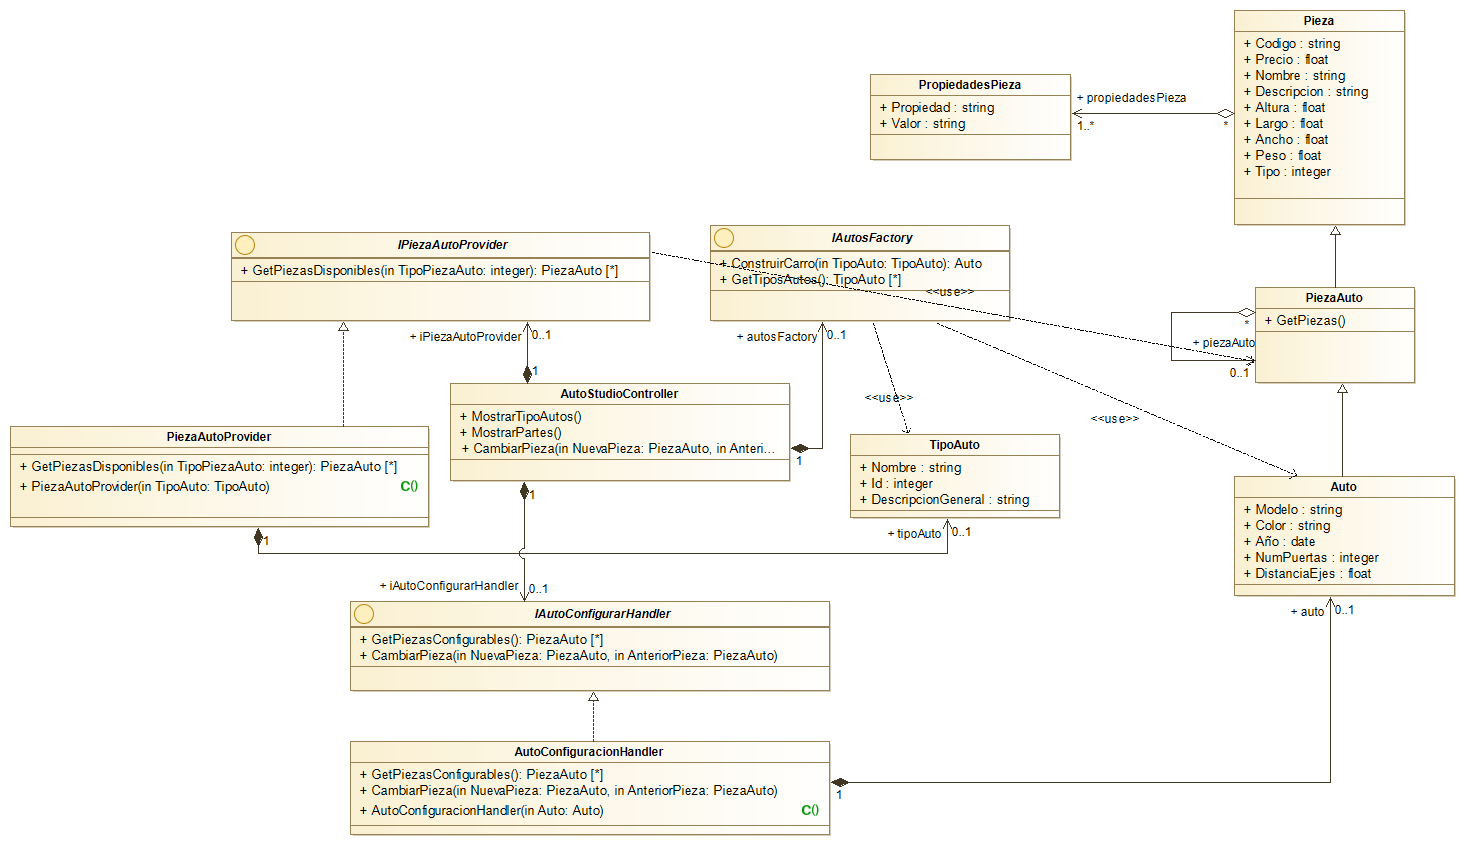 Pieza
+ Codigo : string
+ Precio : float
+ Nombre : string
+ Descripcion : string
+ Altura : float
+ Largo : float
+ Ancho : float
+ Peso : float
+ Tipo : integer
PropiedadesPieza
+ Propiedad : string
+ Valor : string
+ propiedadesPieza
1..*
*
IPiezaAutoProvider
+ GetPiezasDisponibles(in TipoPiezaAuto: integer): PiezaAuto [*]
IAutosFactory
+ ConstruirCarro(in TipoAuto: TipoAuto): Auto
+ GetTiposAutos(): TipoAuto [*]
<<use>>
PiezaAuto
+ GetPiezas()
*
+ piezaAuto
0..1
+ iPiezaAutoProvider
0..1
1
+ autosFactory
0..1
1
<<use>>
<<use>>
AutoStudioController
+ MostrarTipoAutos()
+ MostrarPartes()
+ CambiarPieza(in NuevaPieza: PiezaAuto, in Anteri...
PiezaAutoProvider
+ GetPiezasDisponibles(in TipoPiezaAuto: integer): PiezaAuto [*]
+ PiezaAutoProvider(in TipoAuto: TipoAuto) C()
1
TipoAuto
+ Nombre : string
+ Id : integer
+ DescripcionGeneral : string
+ tipoAuto
0..1
Auto
+ Modelo : string
+ Color : string
+ Año : date
+ NumPuertas : integer
+ DistanciaEjes : float
+ auto
0..1
1
+ iAutoConfigurarHandler
0..1
IAutoConfigurarHandler
+ GetPiezasConfigurables(): PiezaAuto [*]
+ CambiarPieza(in NuevaPieza: PiezaAuto, in AnteriorPieza: PiezaAuto)
AutoConfiguracionHandler
+ GetPiezasConfigurables(): PiezaAuto [*]
+ CambiarPieza(in NuevaPieza: PiezaAuto, in AnteriorPieza: PiezaAuto)
+ AutoConfiguracionHandler(in Auto: Auto) C()
1